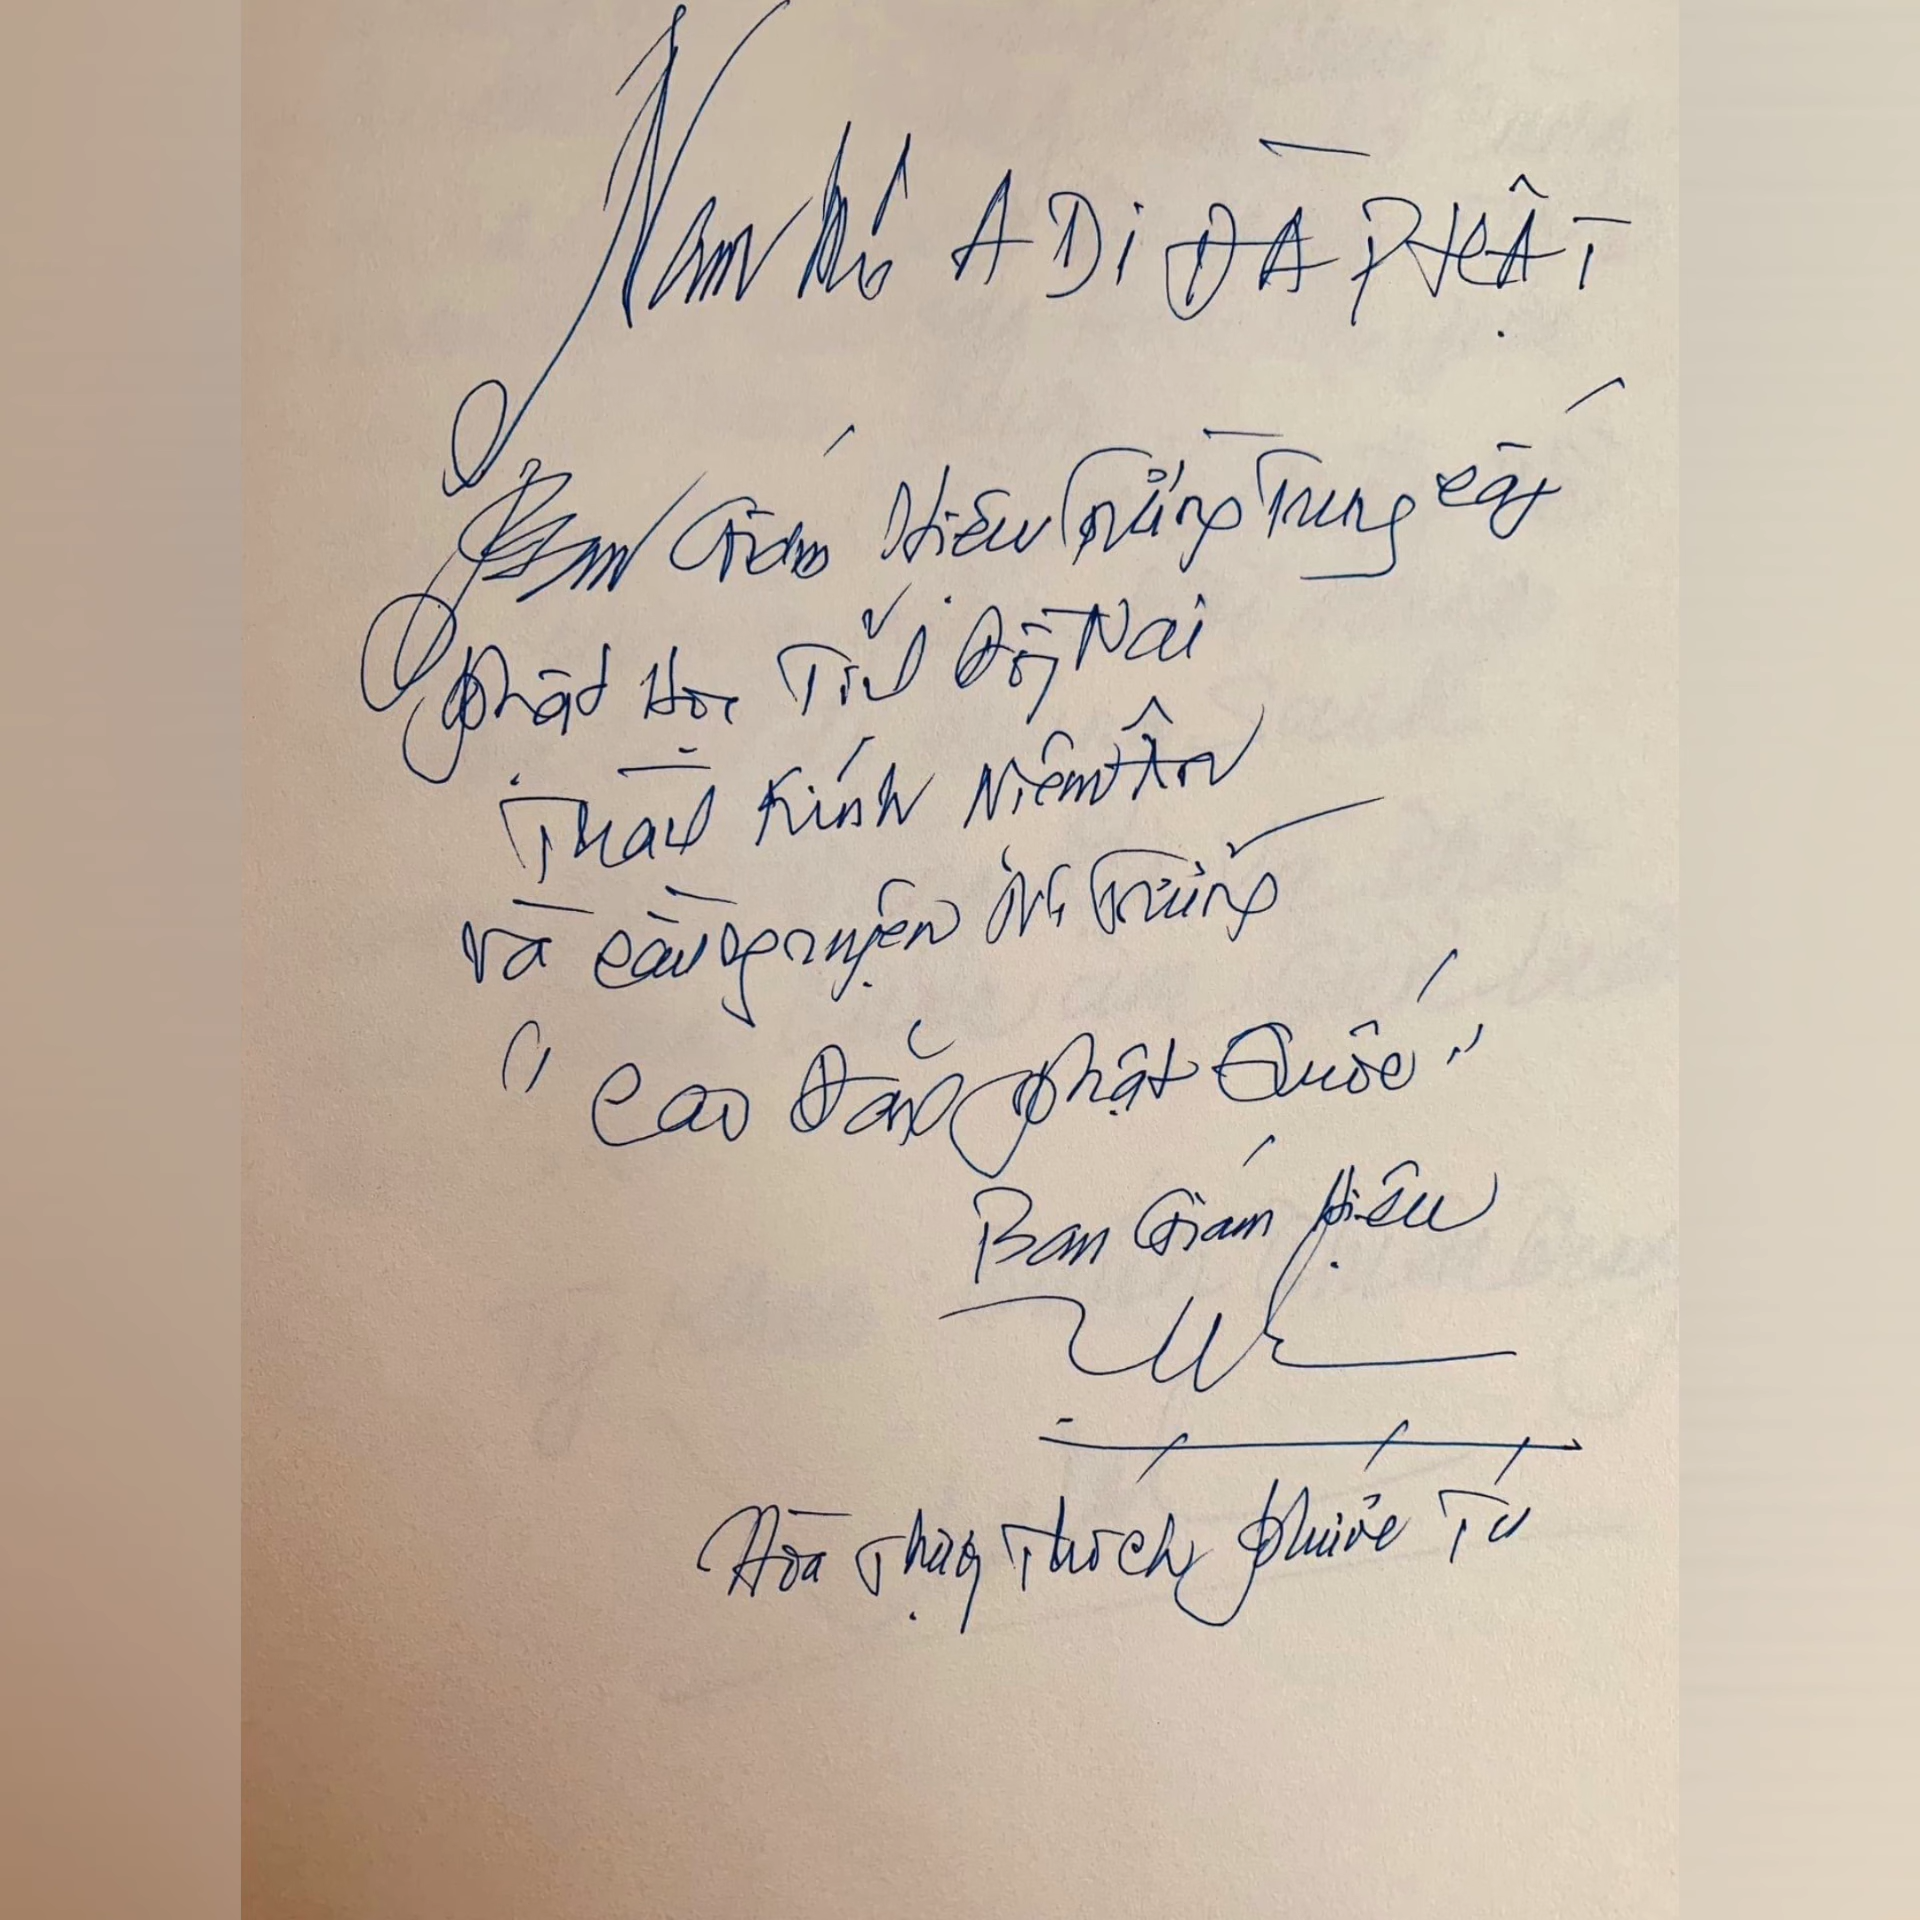 Nam Mô A Di ĐÀ PHẬT
Ban Giám Hiệu Trường Trung cấp
Phật Học Tỉnh Đồng Nai
Thành Kính Niệm Ân
và cầu nguyện Ni Trưởng
"Cao Đăng Phật Quốc"
Ban Giám Hiệu
Hòa Thượng Thích Phước Tú